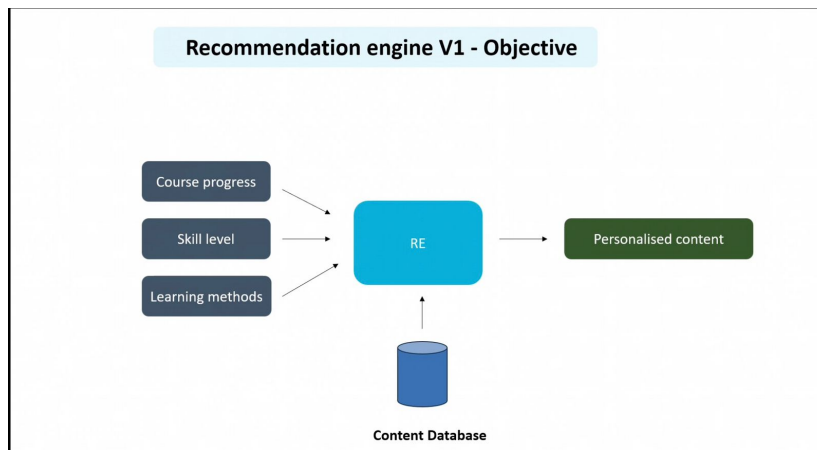 Recommendation engine V1 - Objective
Course progress
Skill level
Learning methods
RE
Personalised content
Content Database